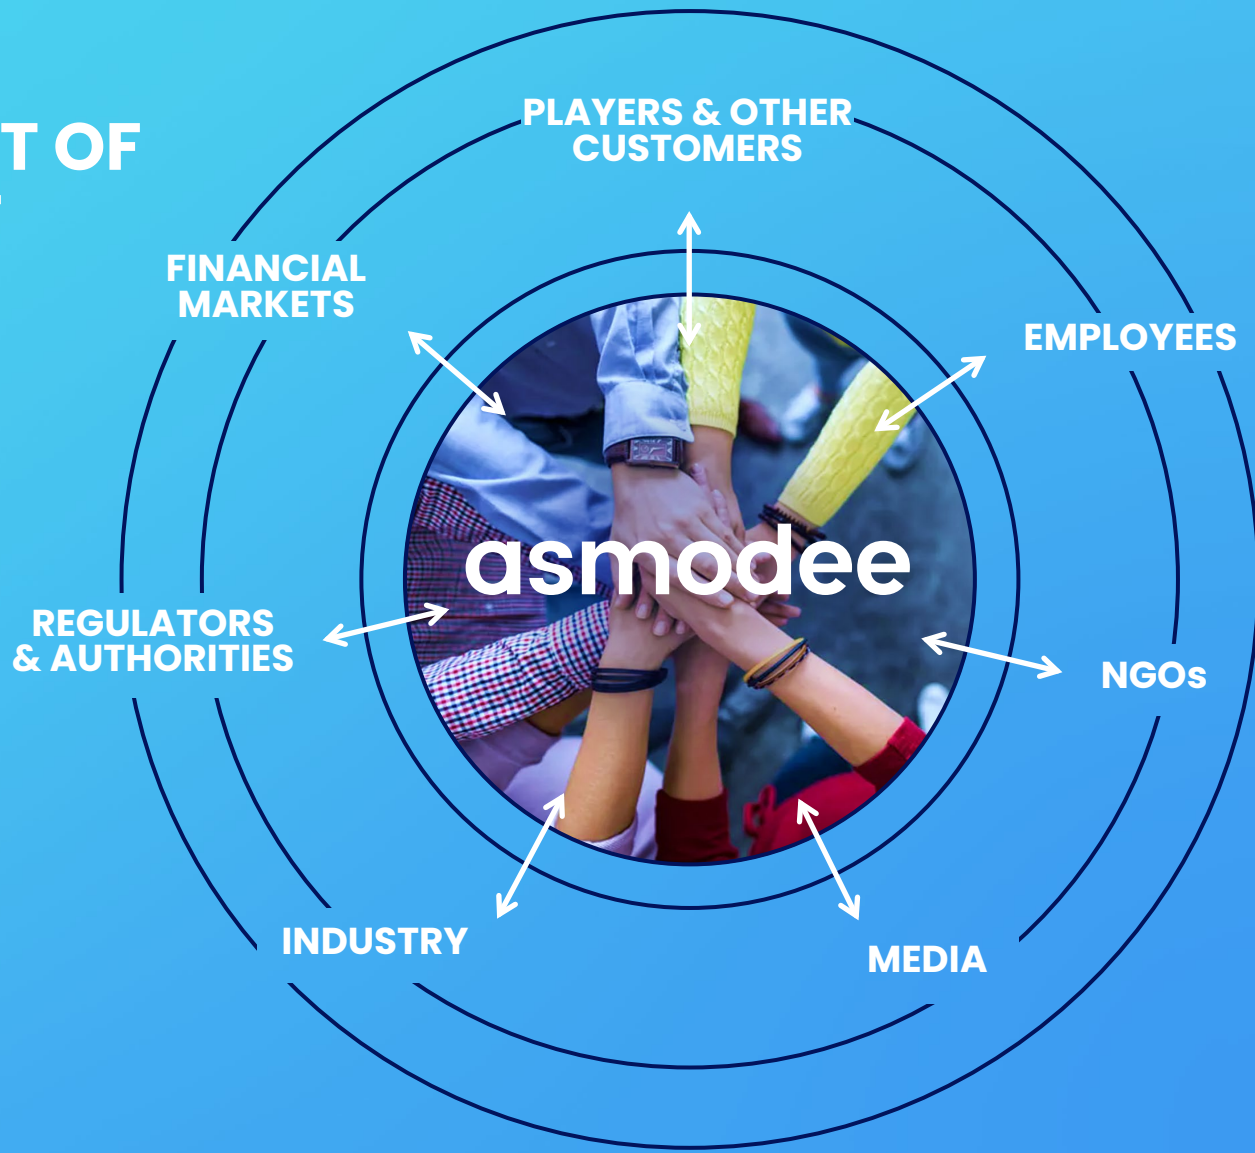 T OF
PLAYERS & OTHER
CUSTOMERS
FINANCIAL
MARKETS
EMPLOYEES
asmodee
REGULATORS
& AUTHORITIES
NGOs
INDUSTRY
MEDIA